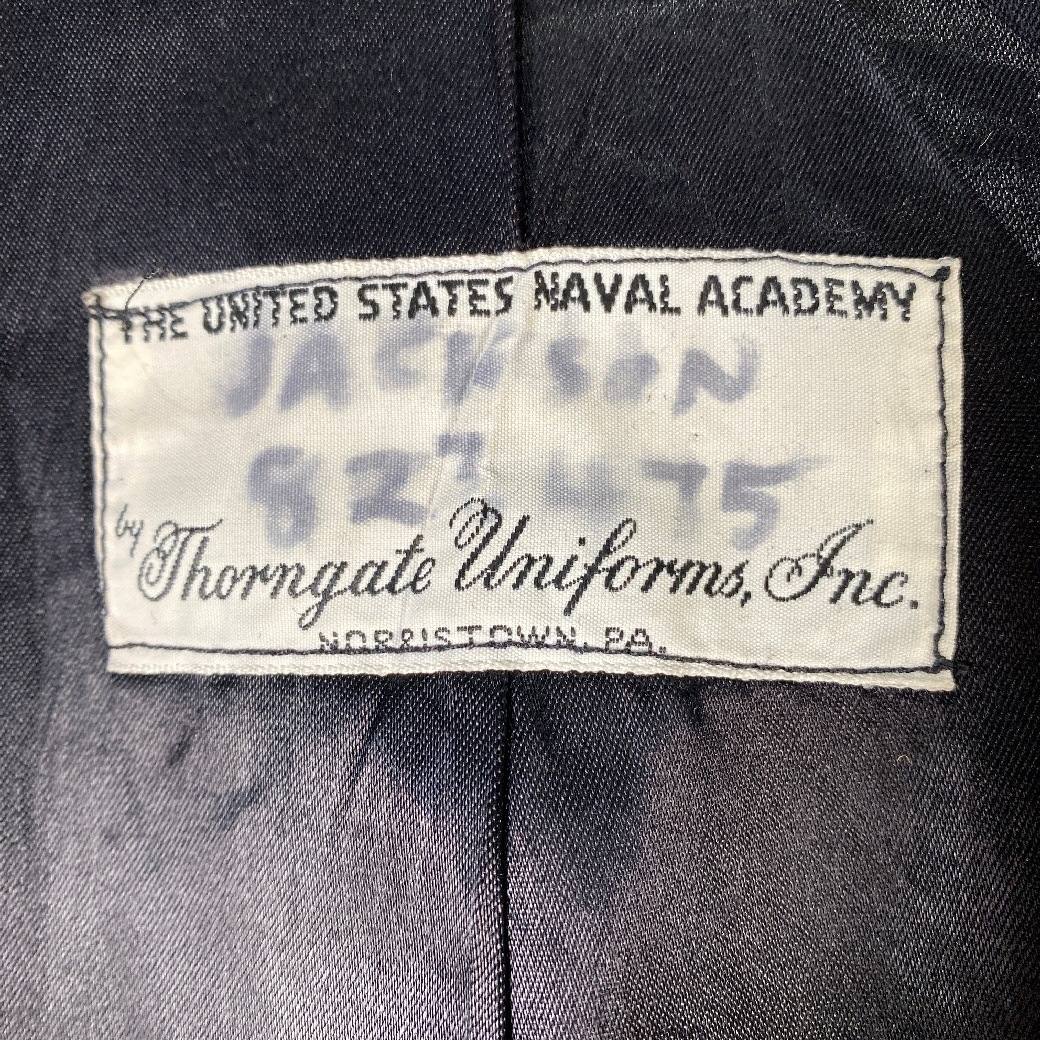 THE UNITED STATES NAVAL ACADEMY
JACKSON
by Thorngate Uniforms, Inc.
NORRISTOWN, PA.